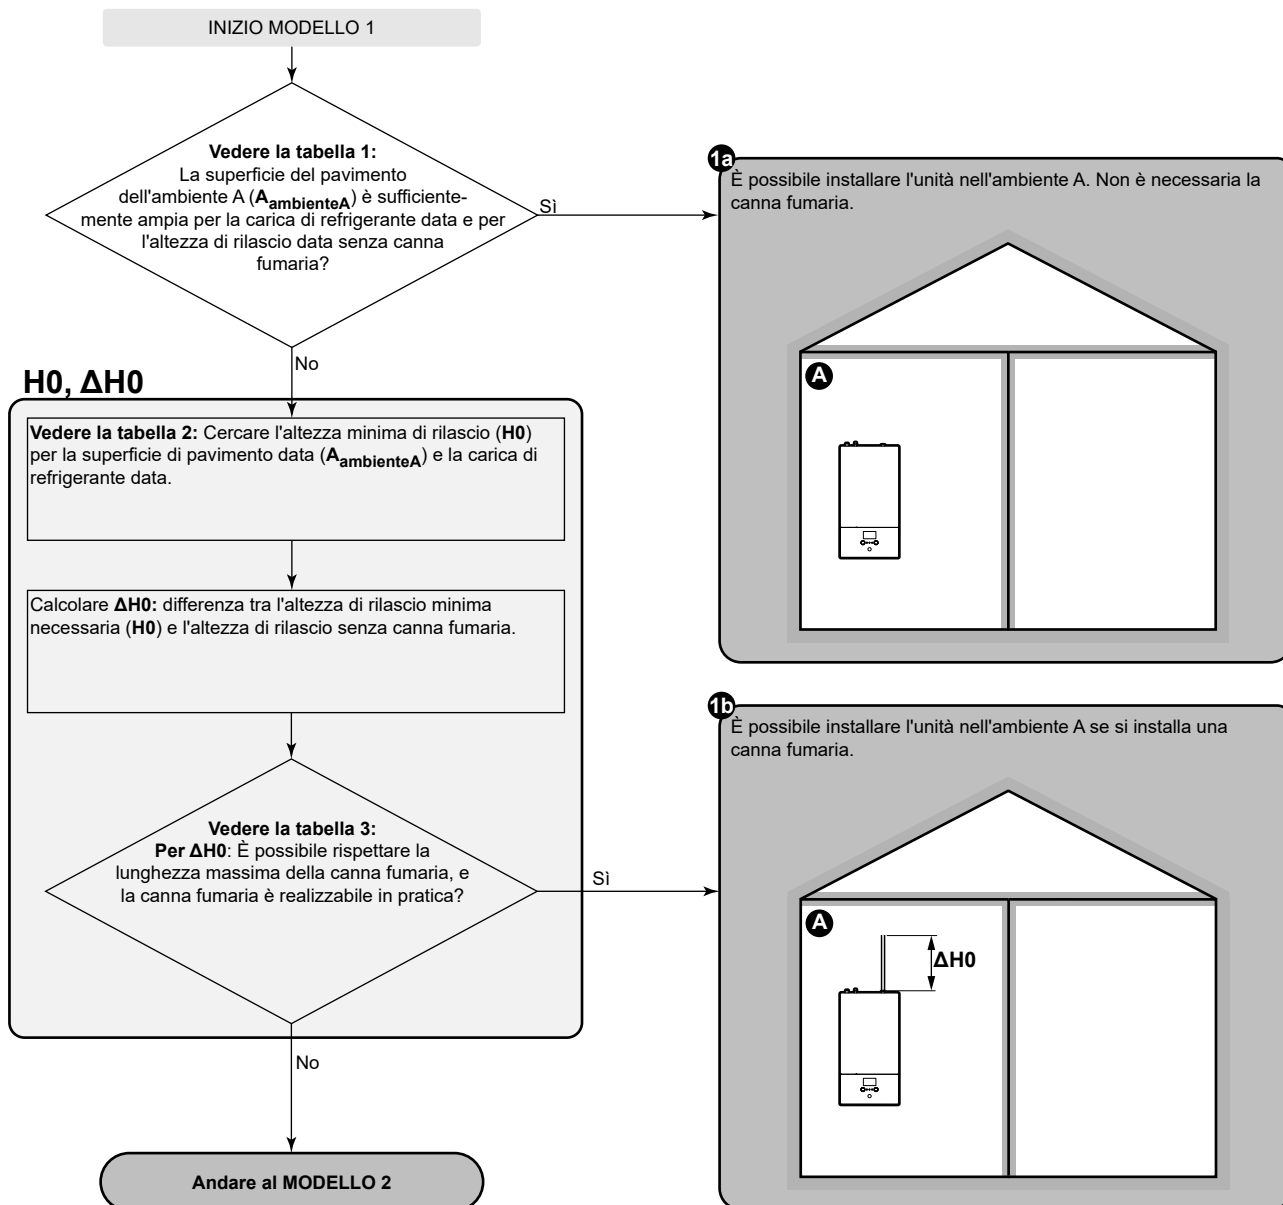 INIZIO MODELLO 1
Vedere la tabella 1:
La superficie del pavimento
dell'ambiente A (AambienteA) è sufficiente-
mente ampia per la carica di refrigerante data e per
l'altezza di rilascio data senza canna
fumaria?
Sì
No
1a
È possibile installare l'unità nell'ambiente A. Non è necessaria la
canna fumaria.
A
H0, ΔH0
Vedere la tabella 2: Cercare l'altezza minima di rilascio (H0)
per la superficie di pavimento data (AambienteA) e la carica di
refrigerante data.
Calcolare ΔH0: differenza tra l'altezza di rilascio minima
necessaria (H0) e l'altezza di rilascio senza canna fumaria.
Vedere la tabella 3:
Per ΔH0: È possibile rispettare la
lunghezza massima della canna fumaria, e
la canna fumaria è realizzabile in pratica?
Sì
No
1b
È possibile installare l'unità nell'ambiente A se si installa una
canna fumaria.
A
ΔH0
Andare al MODELLO 2